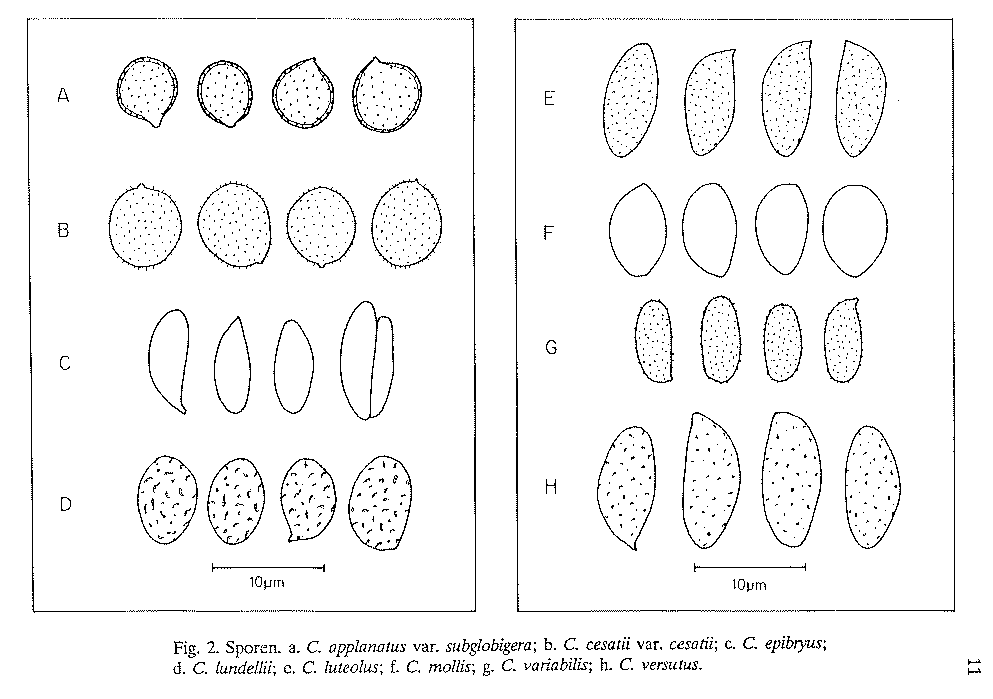 A
B
C
D
10µm
E
F
G
H
10µm
Fig. 2. Sporen. a. C. applanatus var. subglobigera; b. C. cesatii var. cesatii; c. C. epibryus;
d. C. lundellii; e. C. luteolus; f. C. mollis; g. C. variabilis; h. C. versutus.
11